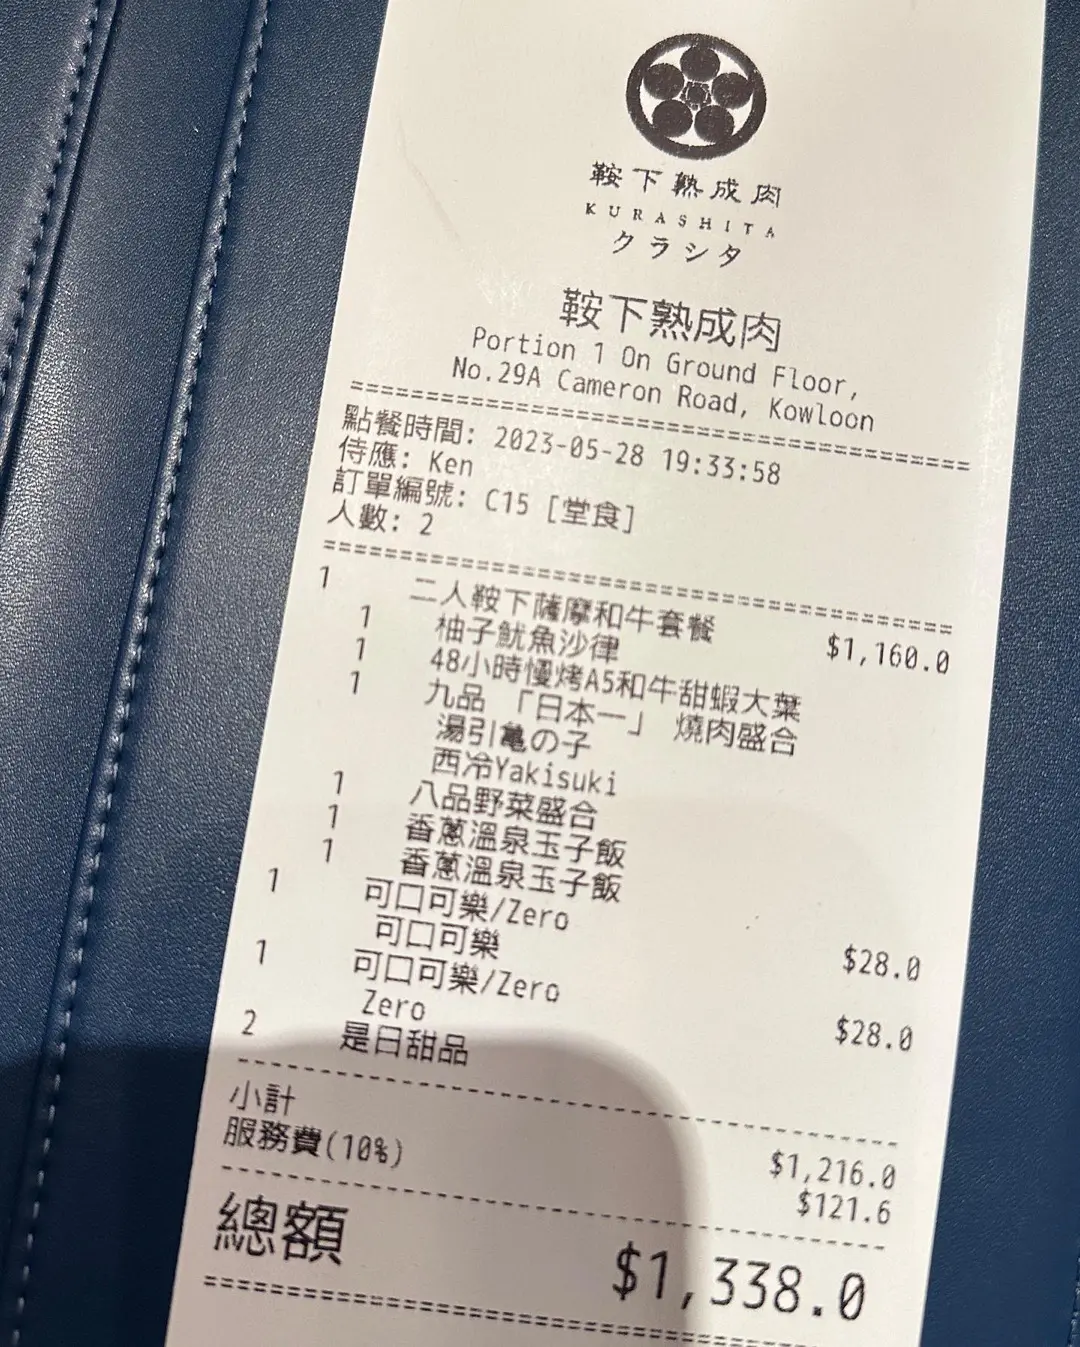 鞍下熟成肉
KURASHITA
クラシタ
鞍下熟成肉
Portion 1 On Ground Floor,
No.29A Cameron Road, Kowloon
點餐時間: 2023-05-28 19:33:58
侍應: Ken
訂單編號: C15 [堂食]
人數: 2
1 二人鞍下薩摩和牛套餐 $1,160.0
1 柚子魷魚沙律
1 48小時慢烤A5和牛甜蝦大葉
1 九品 「日本一」 燒肉盛合
湯引亀の子
西冷Yakisuki
1 八品野菜盛合
1 香蔥溫泉玉子飯
1 香蔥溫泉玉子飯
1 可口可樂/Zero $28.0
可口可樂
1 可口可樂/Zero $28.0
Zero
2 是日甜品
小計 $1,216.0
服務費(10%) $121.6
總額 $1,338.0